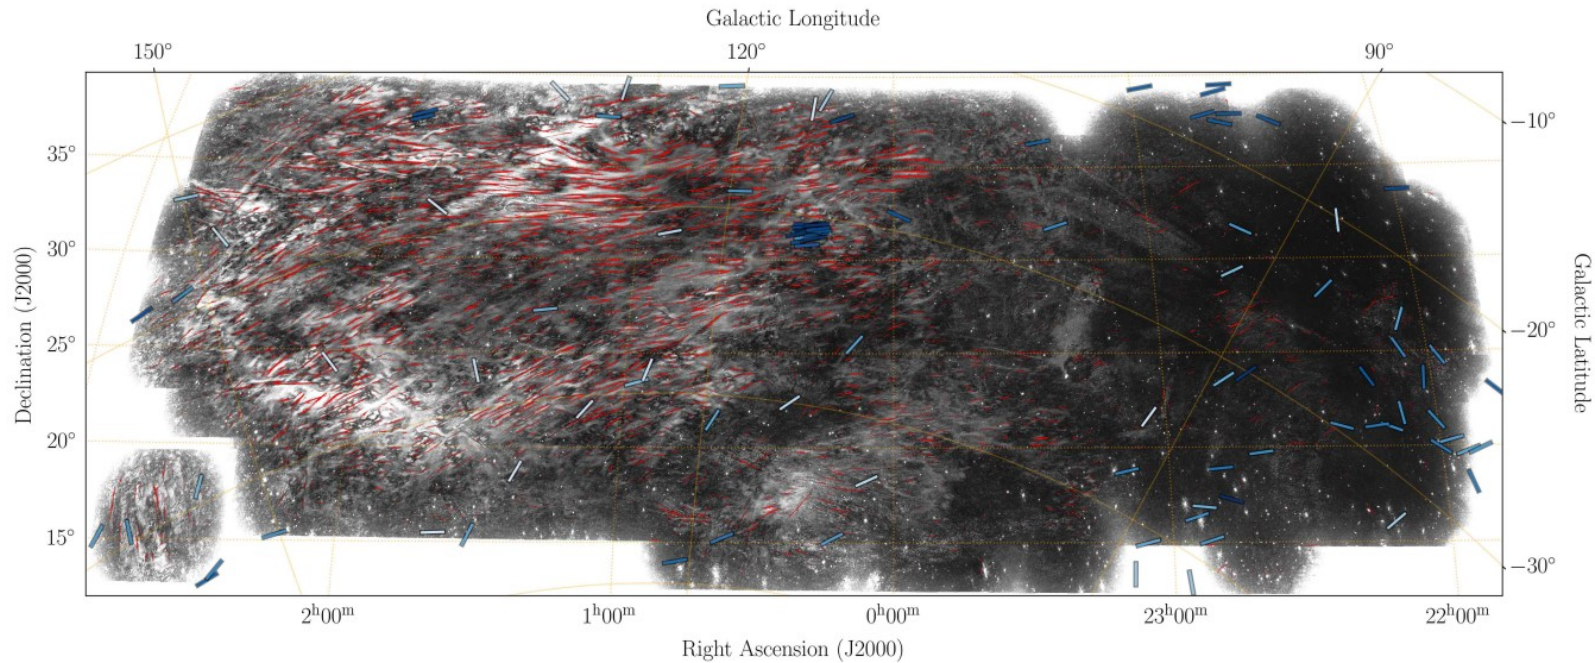 Galactic Longitude
150° 120° 90°
−10°
35°
30°
25°
−20°
20°
15°
−30°
Declination (J2000)
Galactic Latitude
2ʰ00ᵐ 1ʰ00ᵐ 0ʰ00ᵐ 23ʰ00ᵐ 22ʰ00ᵐ
Right Ascension (J2000)